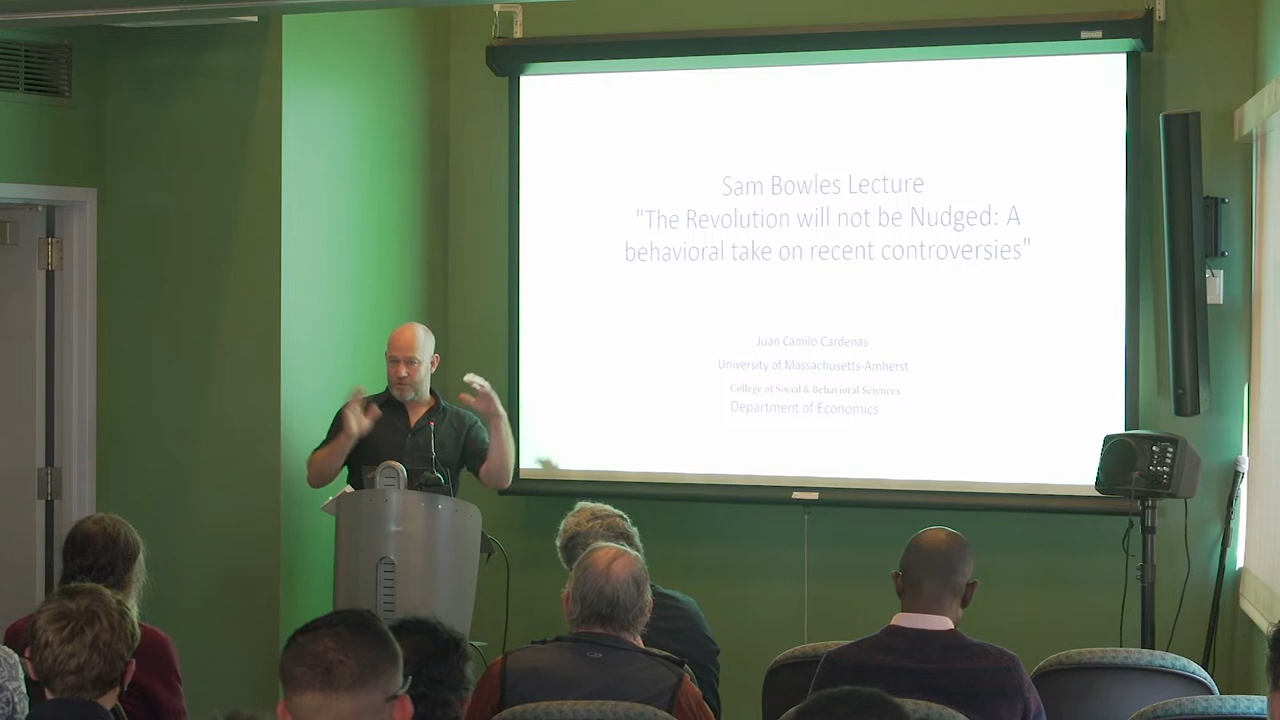 Sam Bowles Lecture
"The Revolution will not be Nudged: A
behavioral take on recent controversies"
Juan Camilo Cardenas
University of Massachusetts-Amherst
College of Social & Behavioral Sciences
Department of Economics